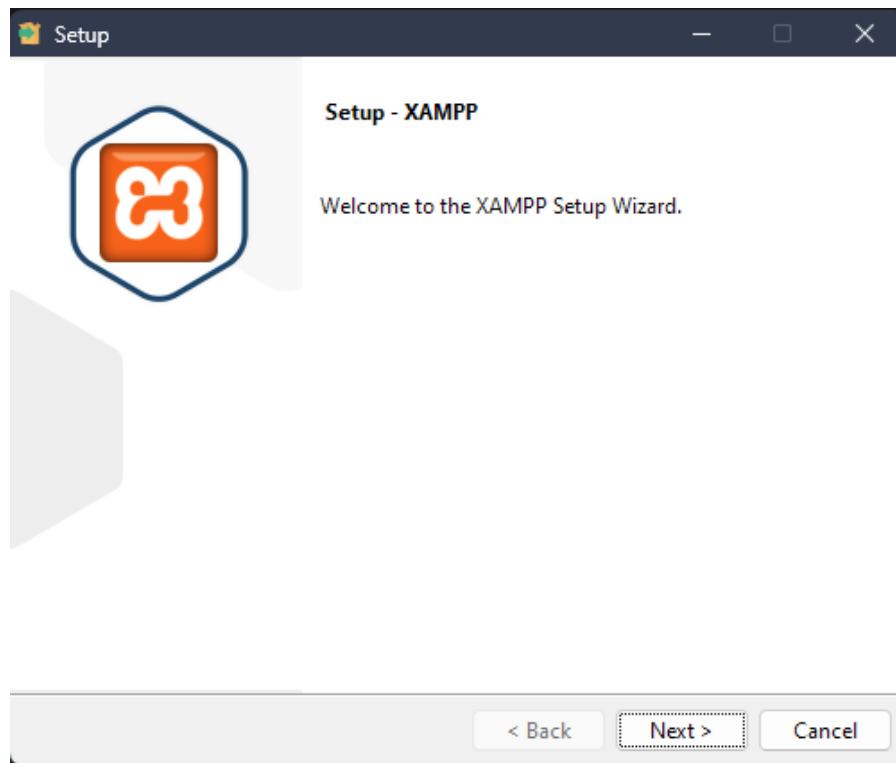 Setup
Setup - XAMPP
Welcome to the XAMPP Setup Wizard.
< Back
Next >
Cancel